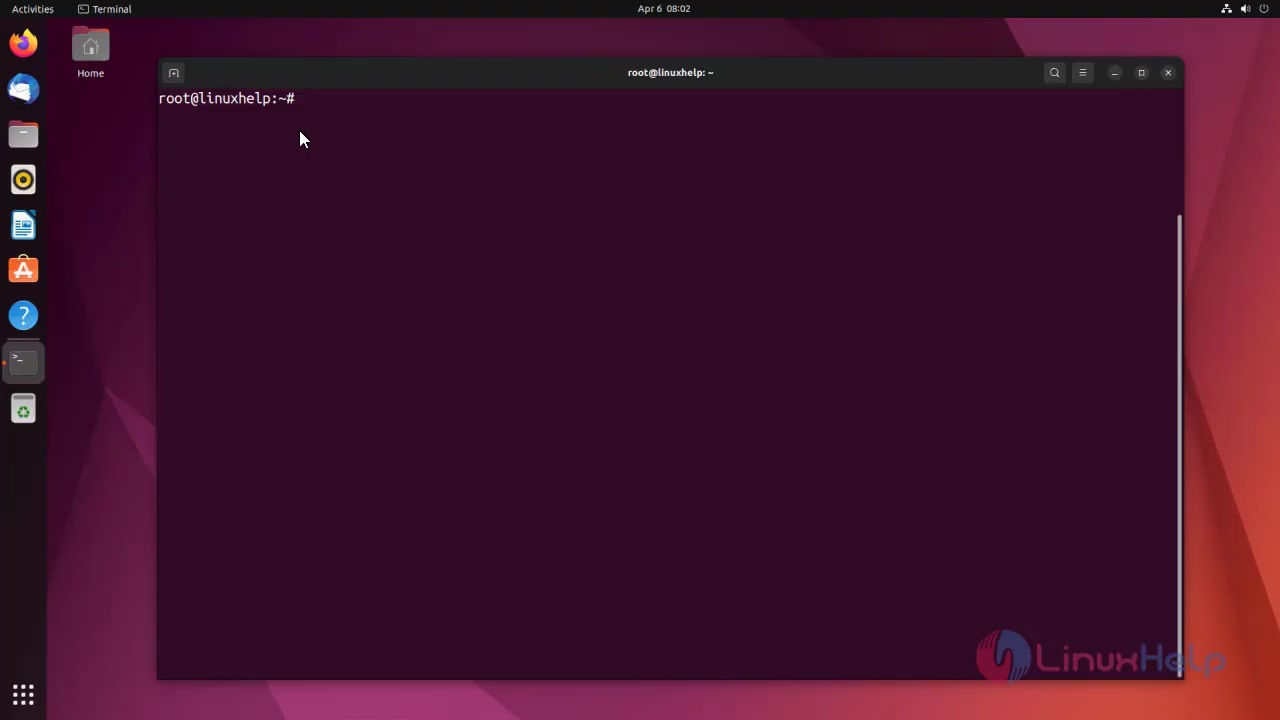 Activities
Terminal
Apr 6 08:02
Home
root@linuxhelp: ~
root@linuxhelp:~#
LinuxHelp